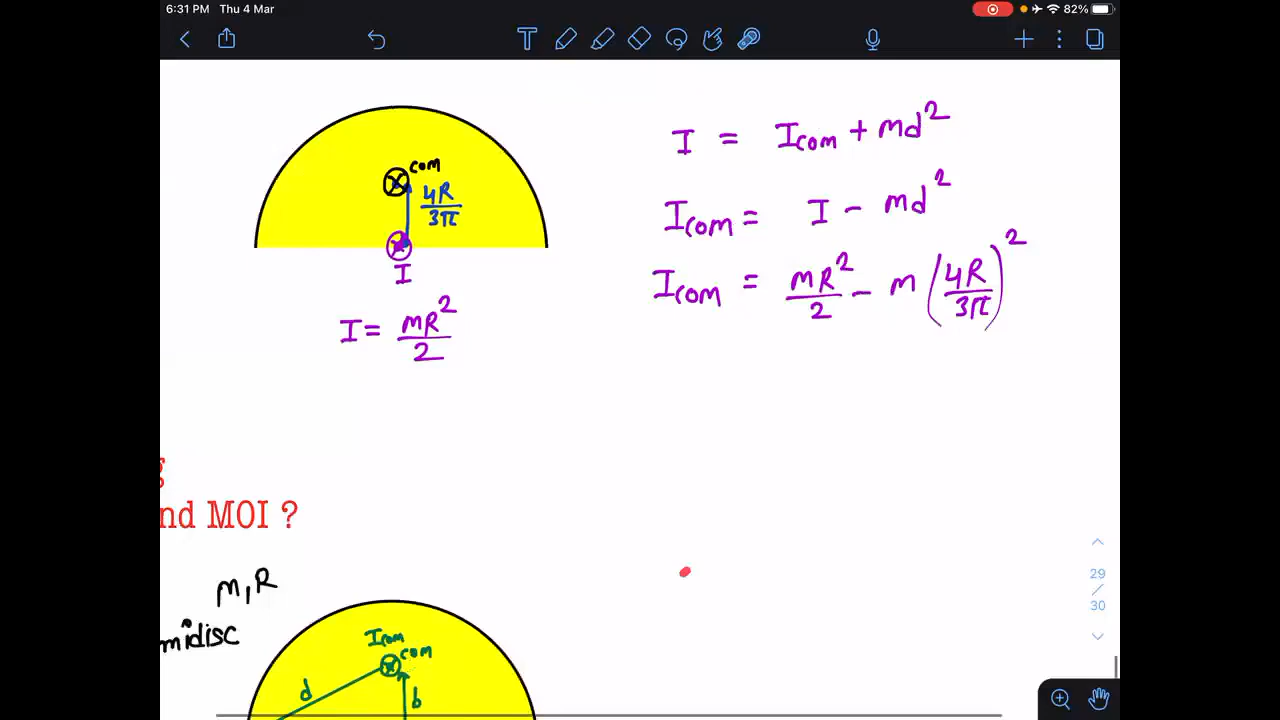 6:31 PM Thu 4 Mar
82%
com
4R/3π
I
I = mR²/2
I = Icom + md²
Icom = I - md²
Icom = mR²/2 - m(4R/3π)²
nd MOI ?
m, R
midisc
Icom
com
d
b
29
/
30